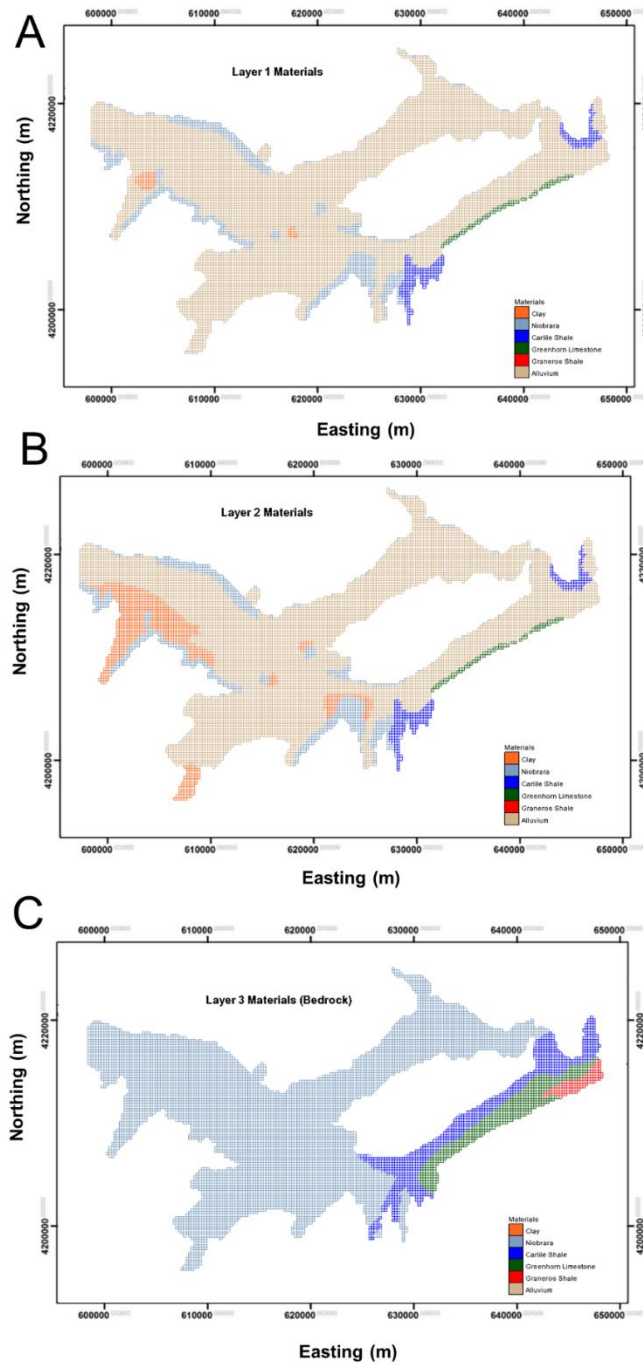 A
600000 610000 620000 630000 640000 650000
Layer 1 Materials
4220000
4200000
Northing (m)
Materials
Clay
Niobrara
Carlile Shale
Greenhorn Limestone
Graneros Shale
Alluvium
600000 610000 620000 630000 640000 650000
Easting (m)
B
600000 610000 620000 630000 640000 650000
Layer 2 Materials
4220000
4200000
Northing (m)
Materials
Clay
Niobrara
Carlile Shale
Greenhorn Limestone
Graneros Shale
Alluvium
600000 610000 620000 630000 640000 650000
Easting (m)
C
600000 610000 620000 630000 640000 650000
Layer 3 Materials (Bedrock)
4220000
4200000
Northing (m)
Materials
Clay
Niobrara
Carlile Shale
Greenhorn Limestone
Graneros Shale
Alluvium
600000 610000 620000 630000 640000 650000
Easting (m)